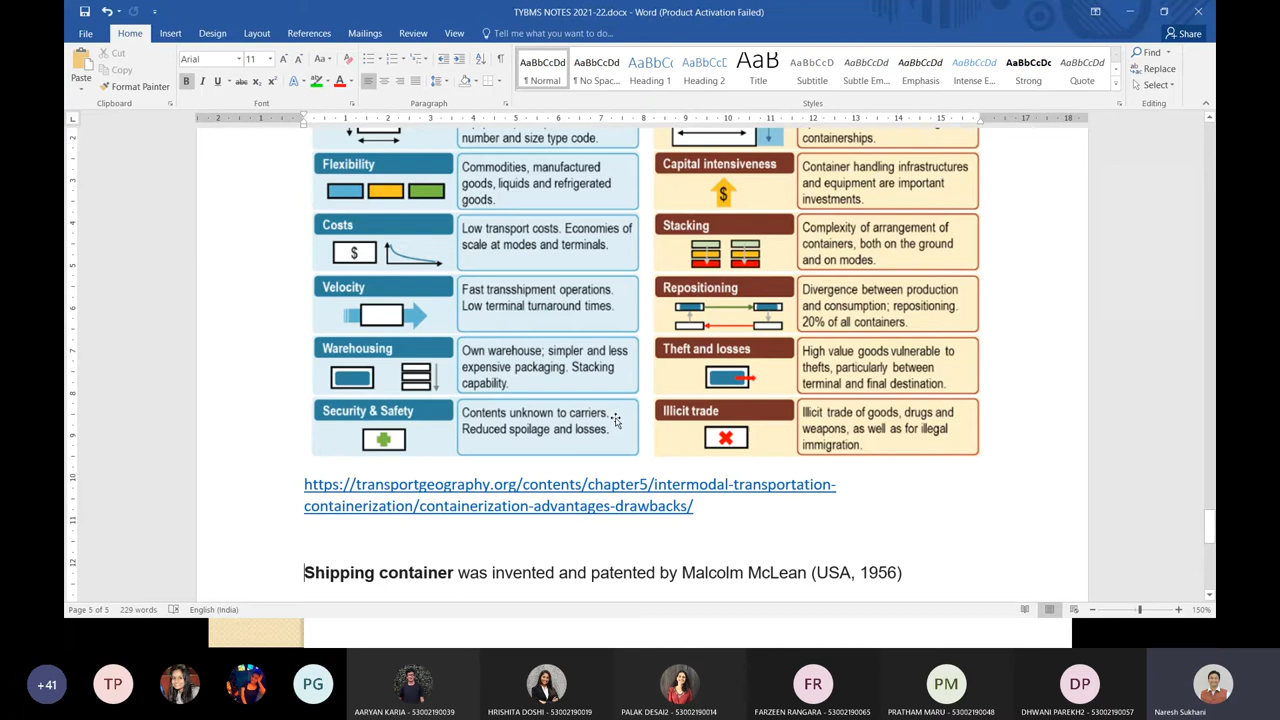 TYBMS NOTES 2021-22.docx - Word (Product Activation Failed)
File
Home
Insert
Design
Layout
References
Mailings
Review
View
Tell me what you want to do...
Share
Paste
Cut
Copy
Format Painter
Clipboard
Arial
11
Font
Paragraph
AaBbCcDd
¶ Normal
AaBbCcDd
¶ No Spac...
AaBbC
Heading 1
AaBbCcC
Heading 2
AaB
Title
AaBbCcD
Subtitle
AaBbCcDd
Subtle Em...
AaBbCcDd
Emphasis
AaBbCcDd
Intense E...
AaBbCcDc
Strong
AaBbCcDd
Quote
Styles
Find
Replace
Select
Editing
number and size type code.
containerships.
Flexibility
Commodities, manufactured
goods, liquids and refrigerated
goods.
Capital intensiveness
$
Container handling infrastructures
and equipment are important
investments.
Costs
$
Low transport costs. Economies of
scale at modes and terminals.
Stacking
Complexity of arrangement of
containers, both on the ground
and on modes.
Velocity
Fast transshipment operations.
Low terminal turnaround times.
Repositioning
Divergence between production
and consumption; repositioning.
20% of all containers.
Warehousing
Own warehouse; simpler and less
expensive packaging. Stacking
capability.
Theft and losses
High value goods vulnerable to
thefts, particularly between
terminal and final destination.
Security & Safety
Contents unknown to carriers.
Reduced spoilage and losses.
Illicit trade
Illicit trade of goods, drugs and
weapons, as well as for illegal
immigration.
https://transportgeography.org/contents/chapter5/intermodal-transportation-
containerization/containerization-advantages-drawbacks/
Shipping container was invented and patented by Malcolm McLean (USA, 1956)
Page 5 of 5
229 words
English (India)
150%
+41
TP
PG
AARYAN KARIA - 53002190039
HRISHITA DOSHI - 53002190019
PALAK DESAI2 - 53002190014
FR
FARZEEN RANGARA - 53002190065
PM
PRATHAM MARU - 53002190048
DP
DHWANI PAREKH2 - 53002190057
Naresh Sukhani